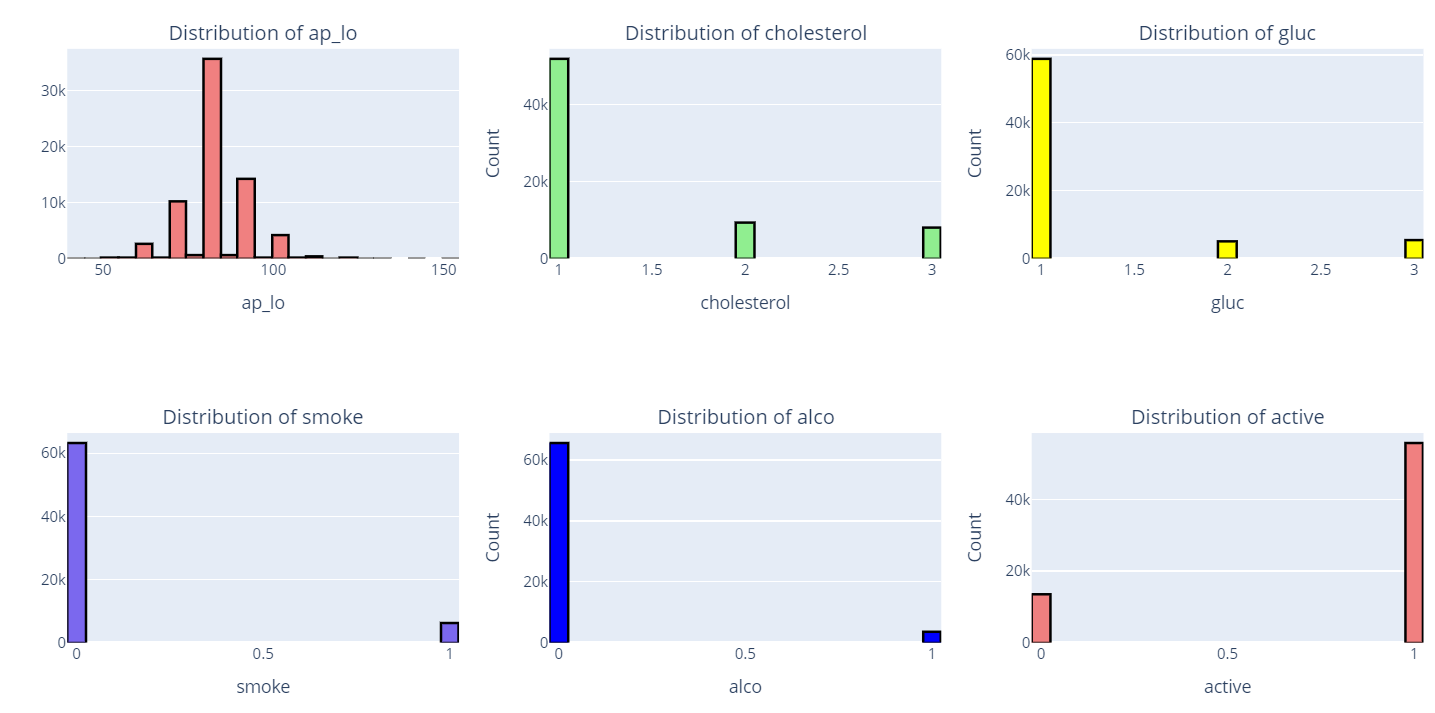 Distribution of ap_lo
30k
20k
10k
0
50
100
150
ap_lo
Distribution of cholesterol
Count
40k
20k
0
1
1.5
2
2.5
3
cholesterol
Distribution of gluc
Count
60k
40k
20k
0
1
1.5
2
2.5
3
gluc
Distribution of smoke
60k
40k
20k
0
0
0.5
1
smoke
Distribution of alco
Count
60k
40k
20k
0
0
0.5
1
alco
Distribution of active
Count
40k
20k
0
0
0.5
1
active